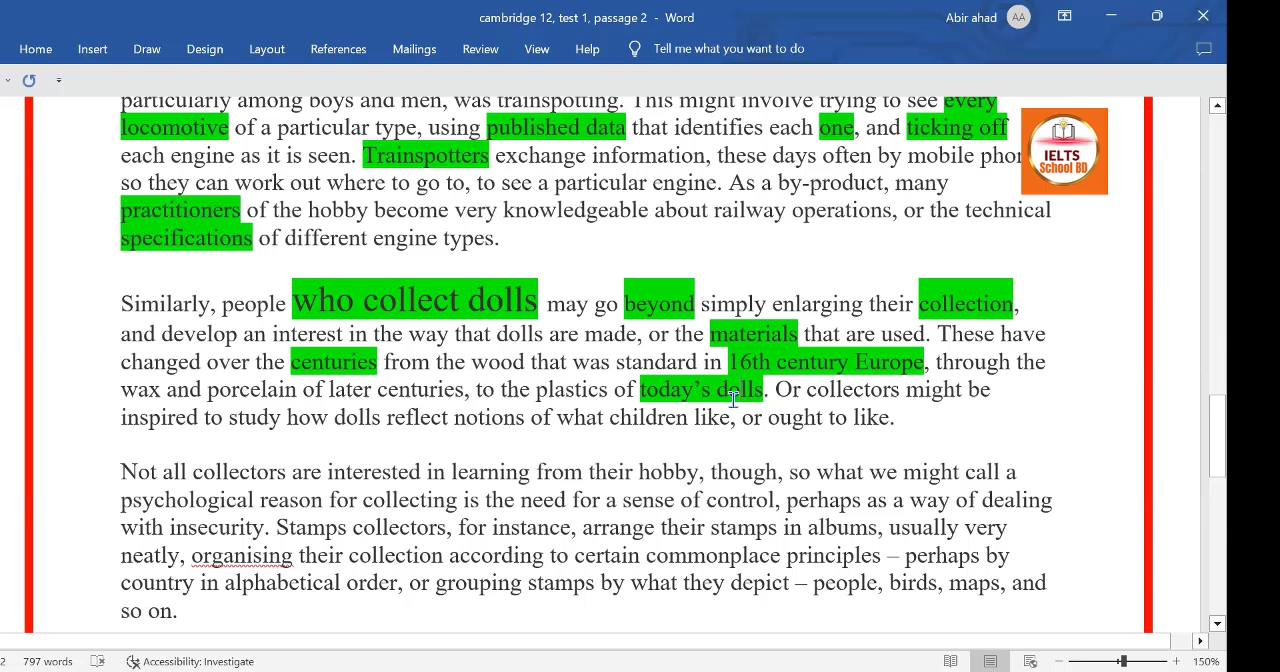 cambridge 12, test 1, passage 2 - Word
Abir ahad
AA
Home Insert Draw Design Layout References Mailings Review View Help Tell me what you want to do
particularly among boys and men, was trainspotting. This might involve trying to see every
locomotive of a particular type, using published data that identifies each one, and ticking off
each engine as it is seen. Trainspotters exchange information, these days often by mobile phon
so they can work out where to go to, to see a particular engine. As a by-product, many
practitioners of the hobby become very knowledgeable about railway operations, or the technical
specifications of different engine types.
IELTS
School BD
Similarly, people who collect dolls may go beyond simply enlarging their collection,
and develop an interest in the way that dolls are made, or the materials that are used. These have
changed over the centuries from the wood that was standard in 16th century Europe, through the
wax and porcelain of later centuries, to the plastics of today's dolls. Or collectors might be
inspired to study how dolls reflect notions of what children like, or ought to like.
Not all collectors are interested in learning from their hobby, though, so what we might call a
psychological reason for collecting is the need for a sense of control, perhaps as a way of dealing
with insecurity. Stamps collectors, for instance, arrange their stamps in albums, usually very
neatly, organising their collection according to certain commonplace principles – perhaps by
country in alphabetical order, or grouping stamps by what they depict – people, birds, maps, and
so on.
2 797 words Accessibility: Investigate 150%